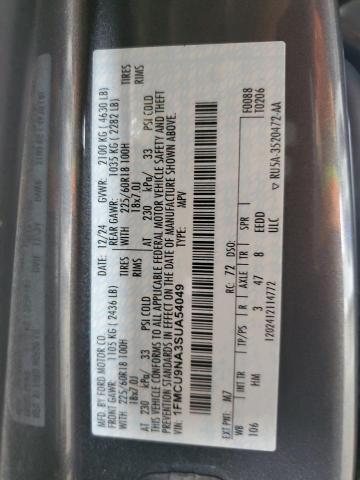 MFD. BY FORD MOTOR CO. DATE: 12/24 GVWR: 2100 KG ( 4630 LB)
FRONT GAWR: 1105 KG ( 2436 LB) REAR GAWR: 1035 KG ( 2282 LB)
WITH 225/60R18 100H TIRES WITH 225/60R18 100H TIRES
18x7.0J RIMS 18x7.0J RIMS
AT 230 kPa/ 33 PSI COLD AT 230 kPa/ 33 PSI COLD
THIS VEHICLE CONFORMS TO ALL APPLICABLE FEDERAL MOTOR VEHICLE SAFETY AND THEFT
PREVENTION STANDARDS IN EFFECT ON THE DATE OF MANUFACTURE SHOWN ABOVE.
VIN: 1FMCU9NA3SUA54049
TYPE: MPV
F0088
T0206
EXT PNT: M7 RC: 72 DSO:
WB INT TR TP/PS R AXLE TR SPR
106 HM 3 47 8 EEDD
ULC
120241211477 2
▽ RU5A-3520472-AA